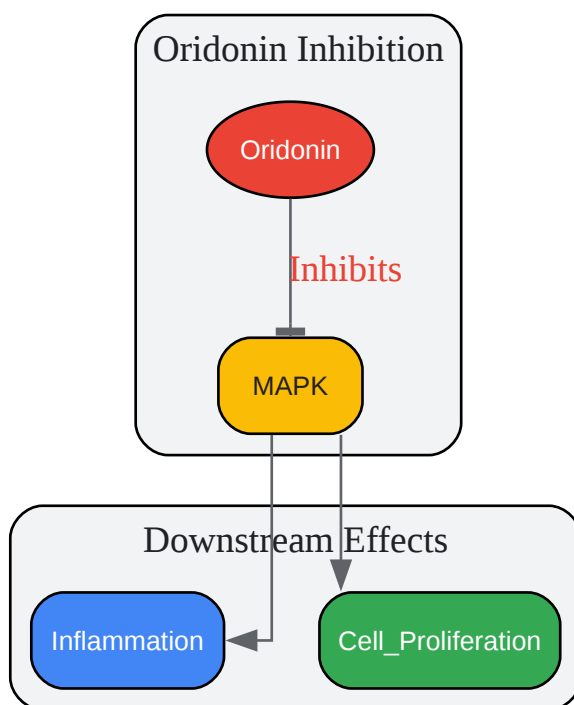 Oridonin Inhibition
Oridonin
Inhibits
MAPK
Downstream Effects
Inflammation
Cell_Proliferation